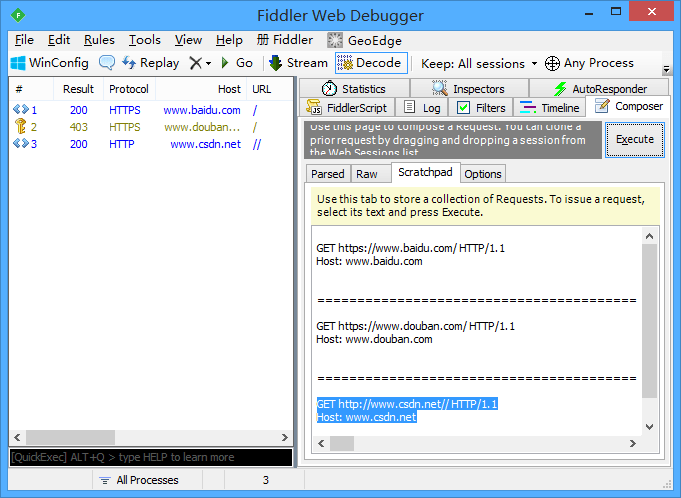 Fiddler Web Debugger
File Edit Rules Tools View Help 册 Fiddler GeoEdge
WinConfig Replay Go Stream Decode Keep: All sessions Any Process
# Result Protocol Host URL
1 200 HTTPS www.baidu.com /
2 403 HTTPS www.douban... /
3 200 HTTP www.csdn.net //
[QuickExec] ALT+Q > type HELP to learn more
Statistics Inspectors AutoResponder
FiddlerScript Log Filters Timeline Composer
Use this page to compose a Request. You can clone a
prior request by dragging and dropping a session from
the Web Sessions list.
Execute
Parsed Raw Scratchpad Options
Use this tab to store a collection of Requests. To issue a request,
select its text and press Execute.
GET https://www.baidu.com/ HTTP/1.1
Host: www.baidu.com
========================================
GET https://www.douban.com/ HTTP/1.1
Host: www.douban.com
========================================
GET http://www.csdn.net// HTTP/1.1
Host: www.csdn.net
All Processes 3